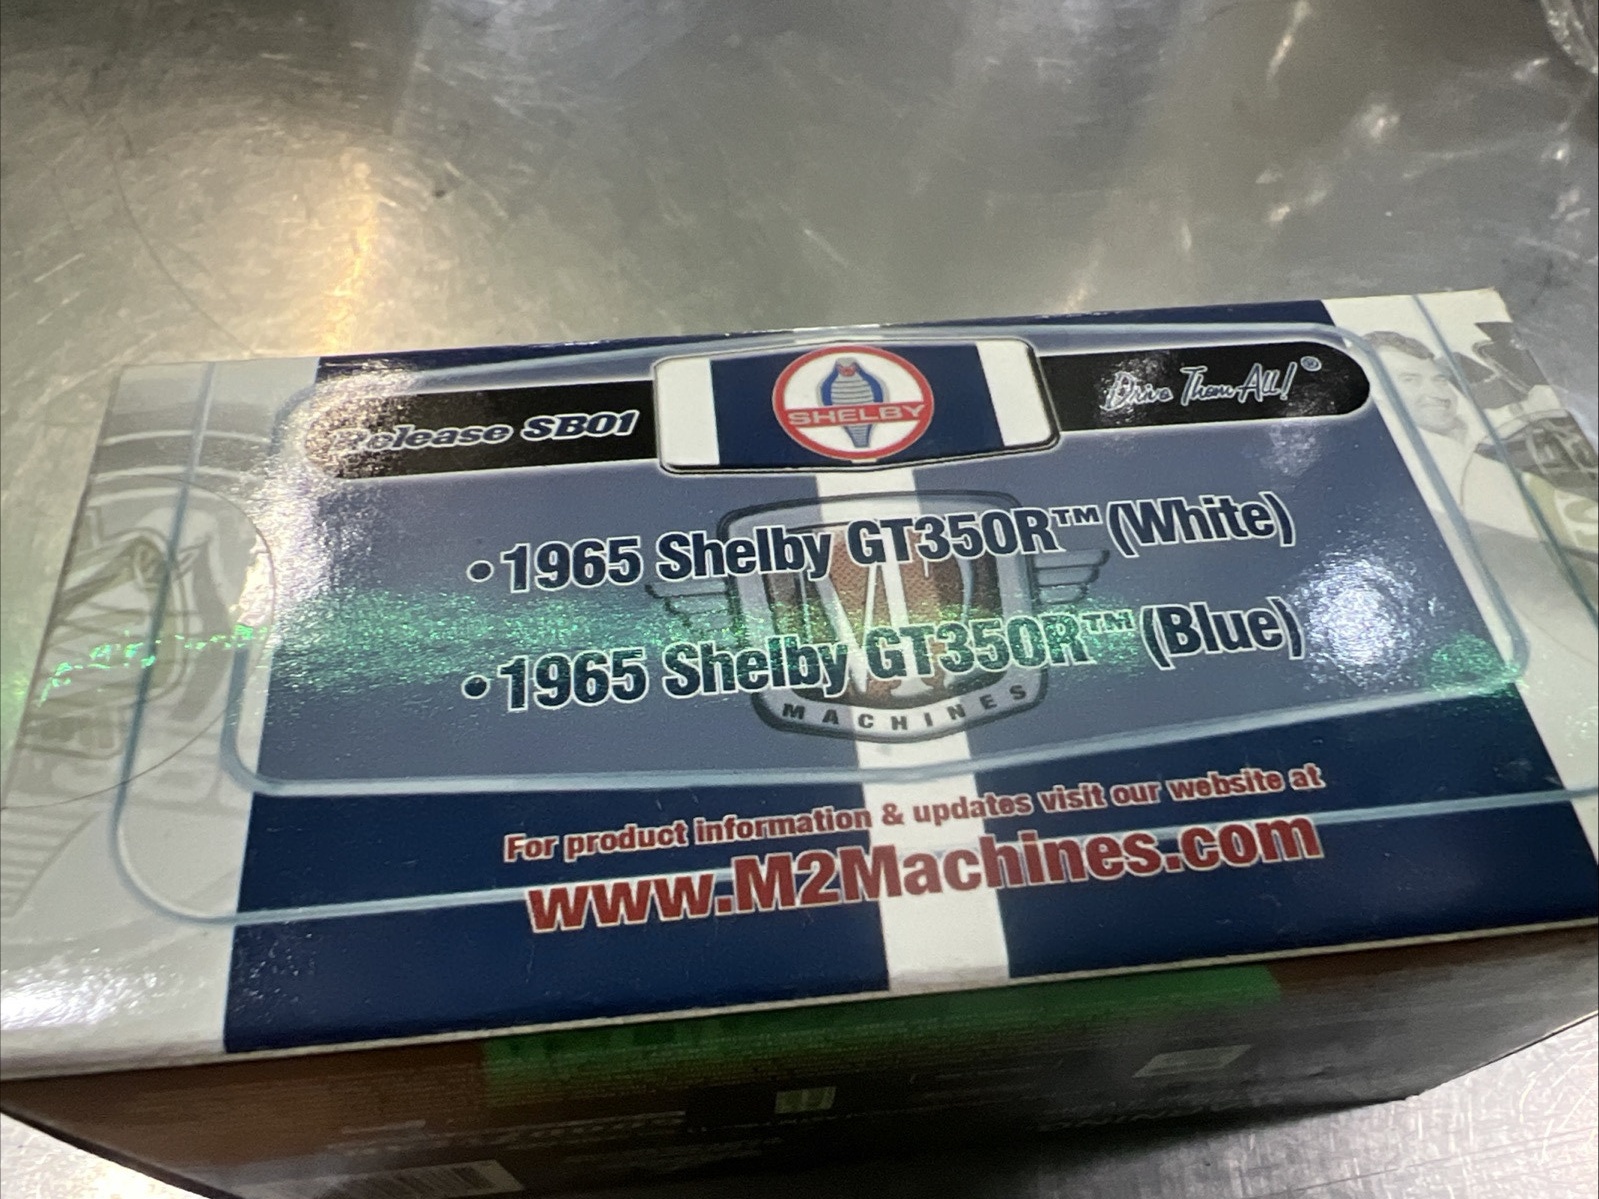 Release SB01
SHELBY
Drive Them All!®
•1965 Shelby GT350R™ (White)
•1965 Shelby GT350R™ (Blue)
MACHINES
For product information & updates visit our website at
www.M2Machines.com